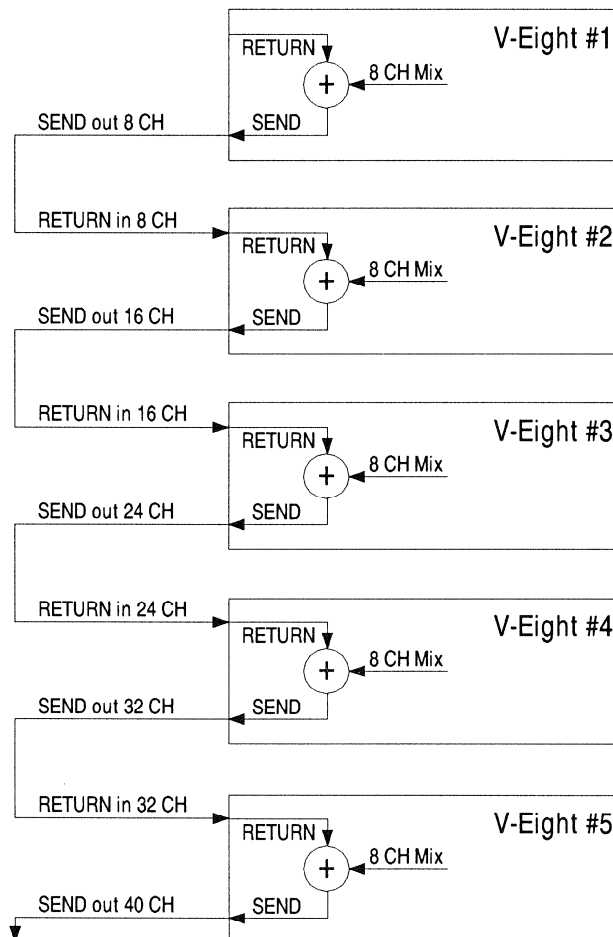 V-Eight #1
RETURN
+
8 CH Mix
SEND out 8 CH
SEND
RETURN in 8 CH
V-Eight #2
RETURN
+
8 CH Mix
SEND out 16 CH
SEND
RETURN in 16 CH
V-Eight #3
RETURN
+
8 CH Mix
SEND out 24 CH
SEND
RETURN in 24 CH
V-Eight #4
RETURN
+
8 CH Mix
SEND out 32 CH
SEND
RETURN in 32 CH
V-Eight #5
RETURN
+
8 CH Mix
SEND out 40 CH
SEND